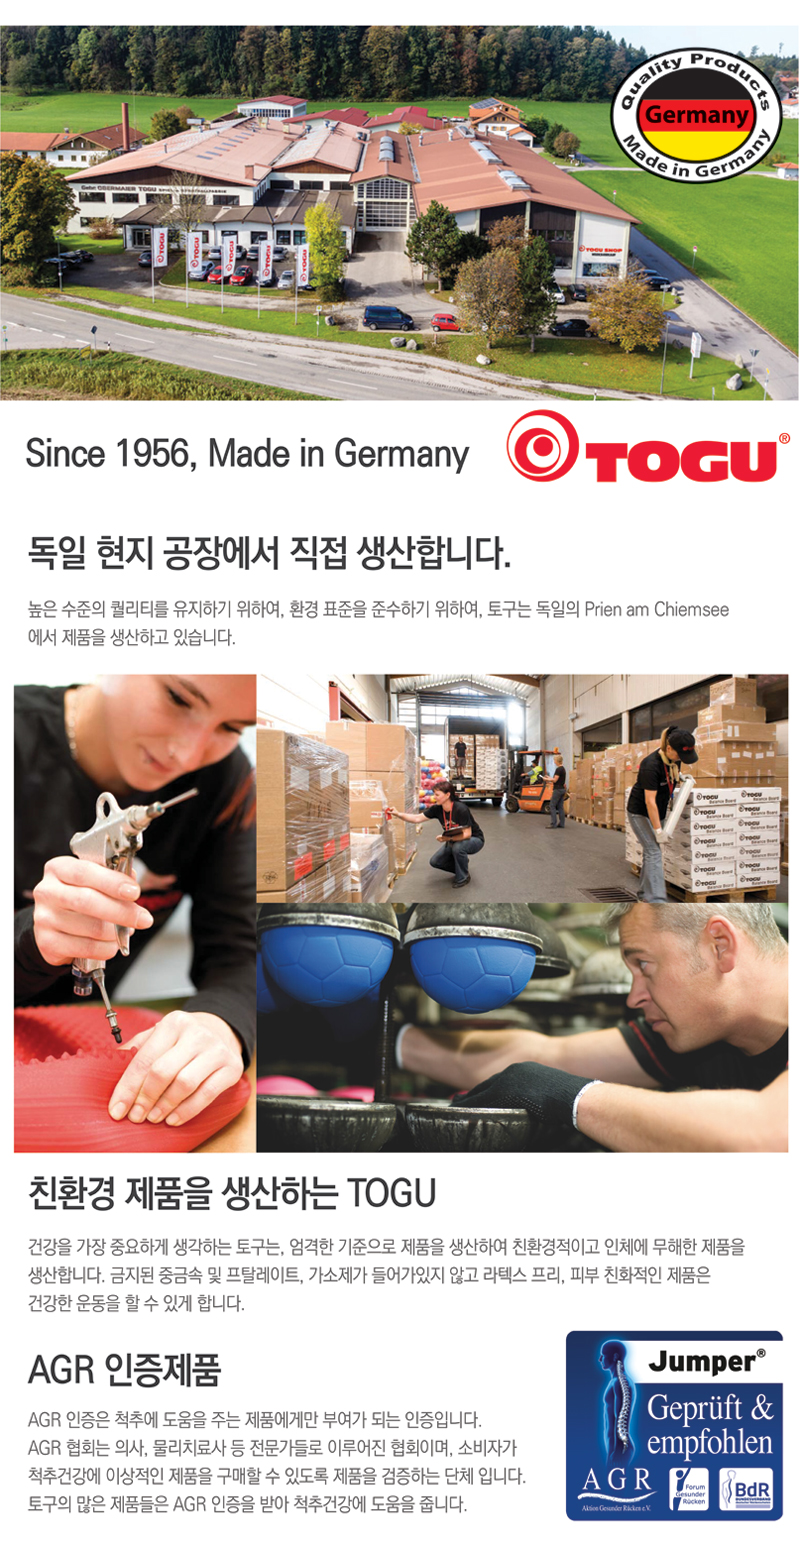 Quality Products
Germany
Made in Germany
Gebr. OBERMAIER TOGU
TOGU
TOGU
TOGU
TOGU
TOGU
TOGU SHOP
Since 1956, Made in Germany
TOGU®
독일 현지 공장에서 직접 생산합니다.
높은 수준의 퀄리티를 유지하기 위하여, 환경 표준을 준수하기 위하여, 토구는 독일의 Prien am Chiemsee
에서 제품을 생산하고 있습니다.
TOGU
Balance Board
친환경 제품을 생산하는 TOGU
건강을 가장 중요하게 생각하는 토구는, 엄격한 기준으로 제품을 생산하여 친환경적이고 인체에 무해한 제품을
생산합니다. 금지된 중금속 및 프탈레이트, 가소제가 들어가있지 않고 라텍스 프리, 피부 친화적인 제품은
건강한 운동을 할 수 있게 합니다.
AGR 인증제품
AGR 인증은 척추에 도움을 주는 제품에게만 부여가 되는 인증입니다.
AGR 협회는 의사, 물리치료사 등 전문가들로 이루어진 협회이며, 소비자가
척추건강에 이상적인 제품을 구매할 수 있도록 제품을 검증하는 단체 입니다.
토구의 많은 제품들은 AGR 인증을 받아 척추건강에 도움을 줍니다.
Jumper®
Geprüft &
empfohlen
AGR
Aktion Gesunder Rücken e.V.
Forum
Gesunder
Rücken
BdR